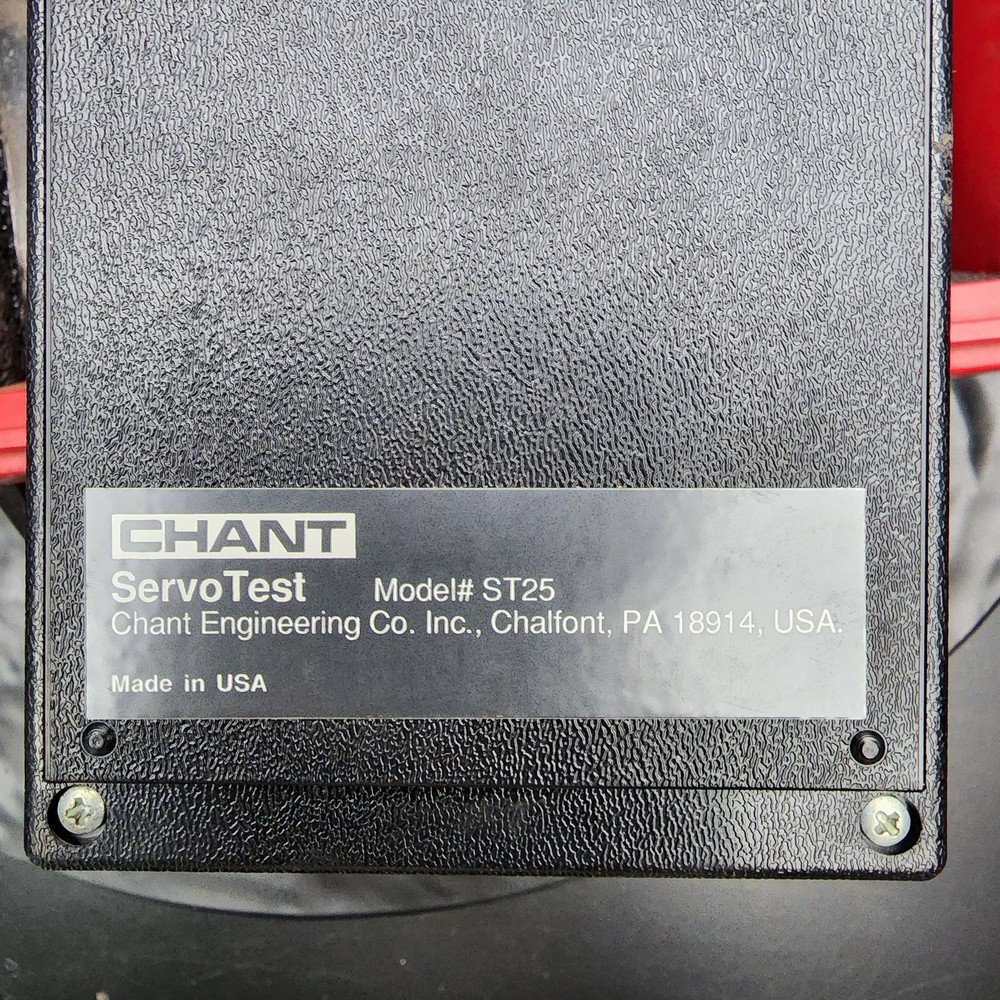 CHANT
ServoTest Model# ST25
Chant Engineering Co. Inc., Chalfont, PA 18914, USA.
Made in USA